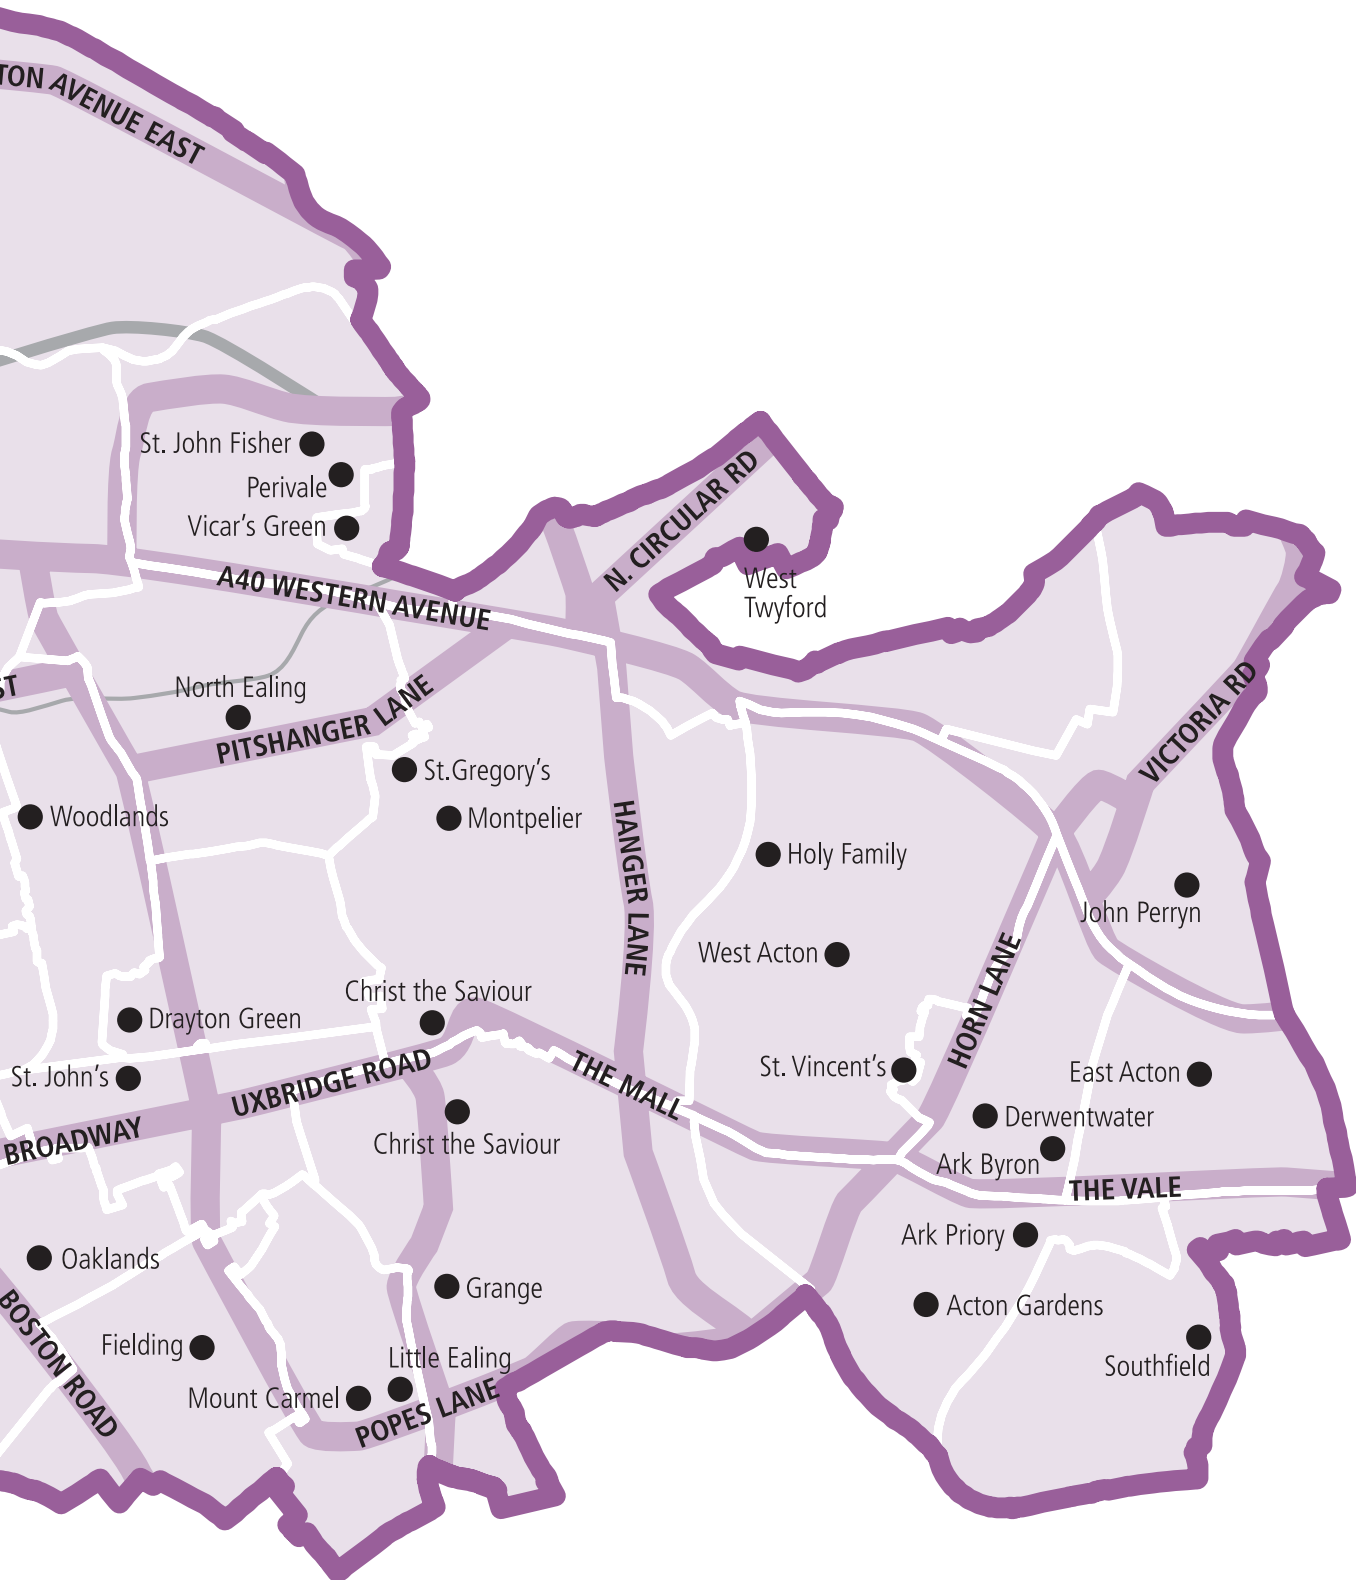 TON AVENUE EAST
St. John Fisher
Perivale
Vicar's Green
N. CIRCULAR RD
A40 WESTERN AVENUE
West
Twyford
ST
North Ealing
PITSHANGER LANE
VICTORIA RD
St.Gregory's
Woodlands
Montpelier
HANGER LANE
Holy Family
John Perryn
West Acton
HORN LANE
Christ the Saviour
Drayton Green
St. John's
UXBRIDGE ROAD
THE MALL
St. Vincent's
East Acton
BROADWAY
Christ the Saviour
Derwentwater
Ark Byron
THE VALE
Ark Priory
Oaklands
Grange
Acton Gardens
BOSTON ROAD
Fielding
Little Ealing
Southfield
Mount Carmel
POPES LANE